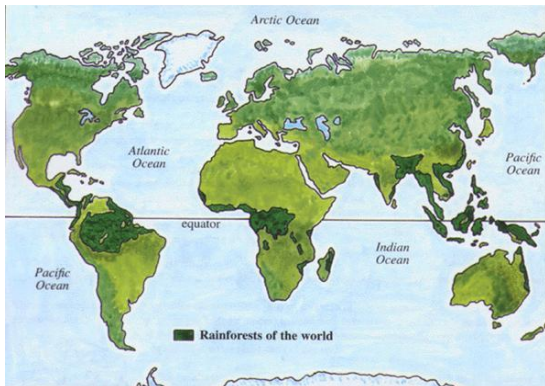 Arctic Ocean
Atlantic
Ocean
Pacific
Ocean
equator
Indian
Ocean
Pacific
Ocean
Rainforests of the world